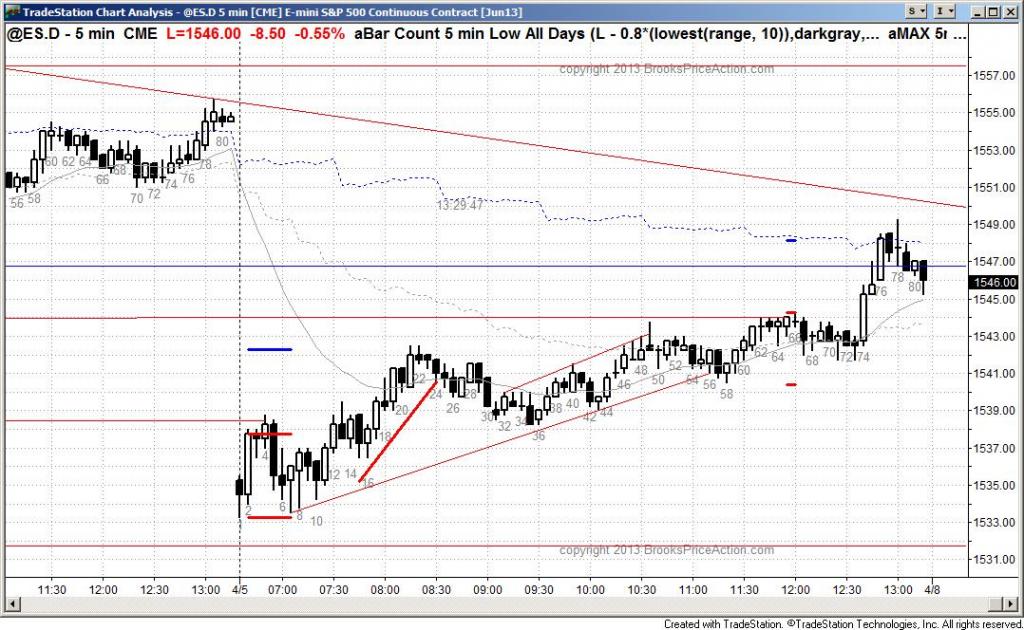 TradeStation Chart Analysis - @ES.D 5 min [CME] E-mini S&P 500 Continuous Contract [Jun13]
S
I
@ES.D - 5 min CME L=1546.00 -8.50 -0.55% aBar Count 5 min Low All Days (L - 0.8*(lowest(range, 10)),darkgray,... aMAX 5r ...
copyright 2013 BrooksPriceAction.com
1557.00
1555.00
1553.00
1551.00
1549.00
1547.00
1546.00
1545.00
1543.00
1541.00
1539.00
1537.00
1535.00
1533.00
1531.00
13:29:47
56 58 60 62 64 66 68 70 72 74 76 78 80
2 4 6 8 10 12 14 16 18 20 22 24 26 28 30 32 34 36 38 40 42 44 46 48 50 52 54 56 58 60 62 64 66 68 70 72 74 76 78 80
copyright 2013 BrooksPriceAction.com
11:30 12:00 12:30 13:00 4/5 07:00 07:30 08:00 08:30 09:00 09:30 10:00 10:30 11:00 11:30 12:00 12:30 13:00 4/8
Created with TradeStation. ©TradeStation Technologies, Inc. All rights reserved.